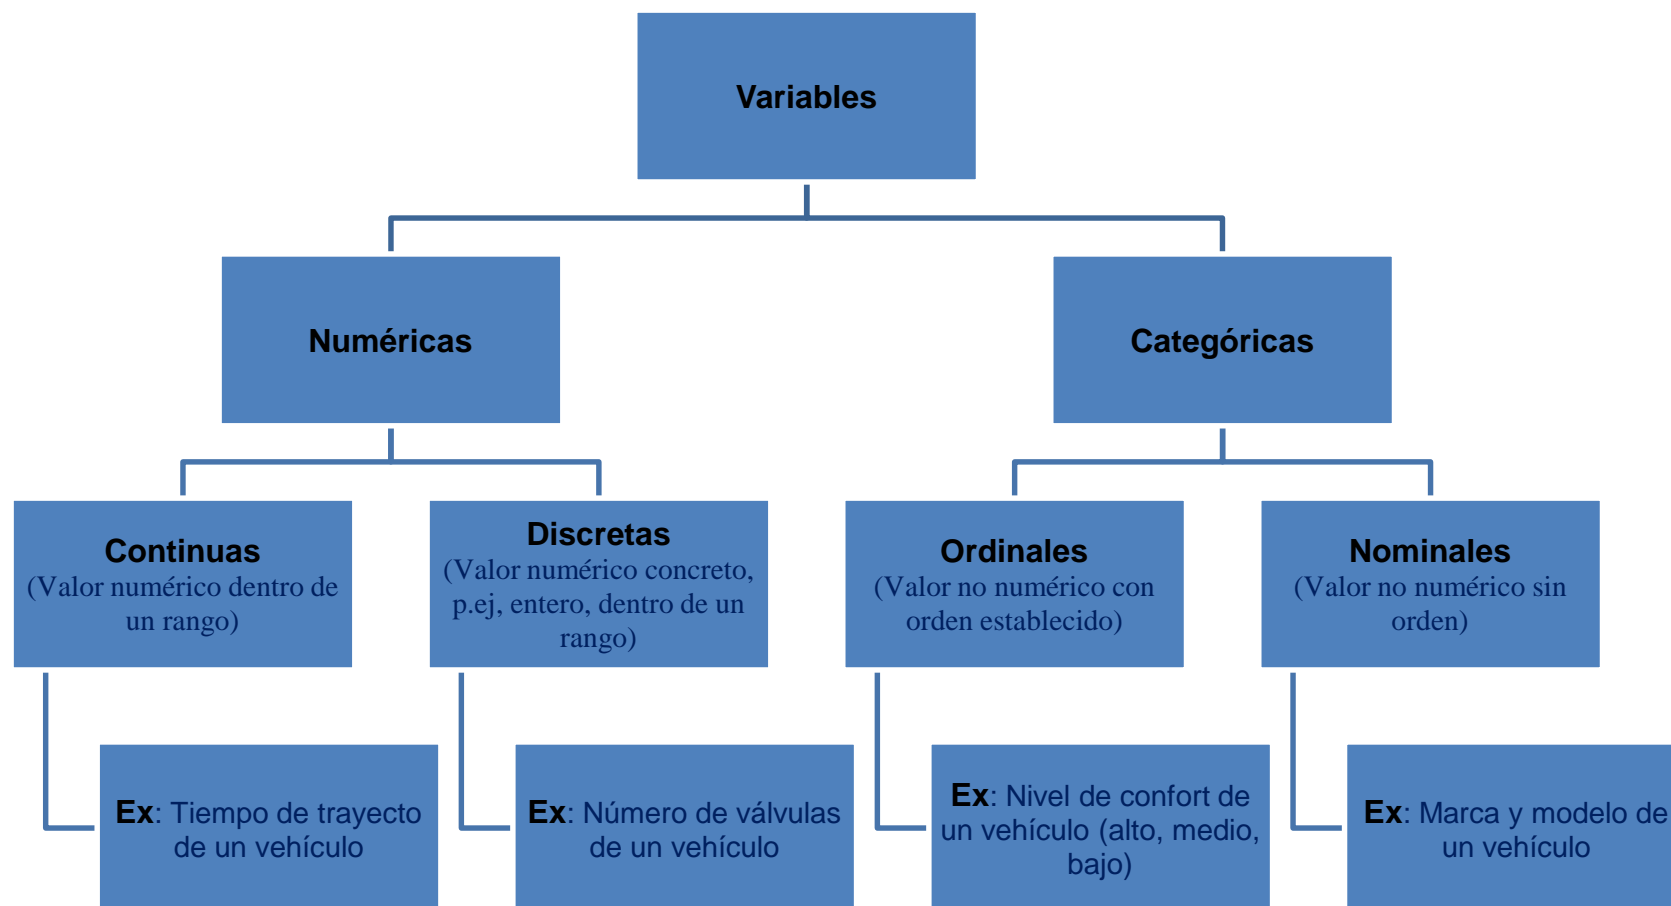 Variables
Numéricas
Categóricas
Continuas
(Valor numérico dentro de
un rango)
Discretas
(Valor numérico concreto,
p.ej, entero, dentro de un
rango)
Ordinales
(Valor no numérico con
orden establecido)
Nominales
(Valor no numérico sin
orden)
Ex: Tiempo de trayecto
de un vehículo
Ex: Número de válvulas
de un vehículo
Ex: Nivel de confort de
un vehículo (alto, medio,
bajo)
Ex: Marca y modelo de
un vehículo